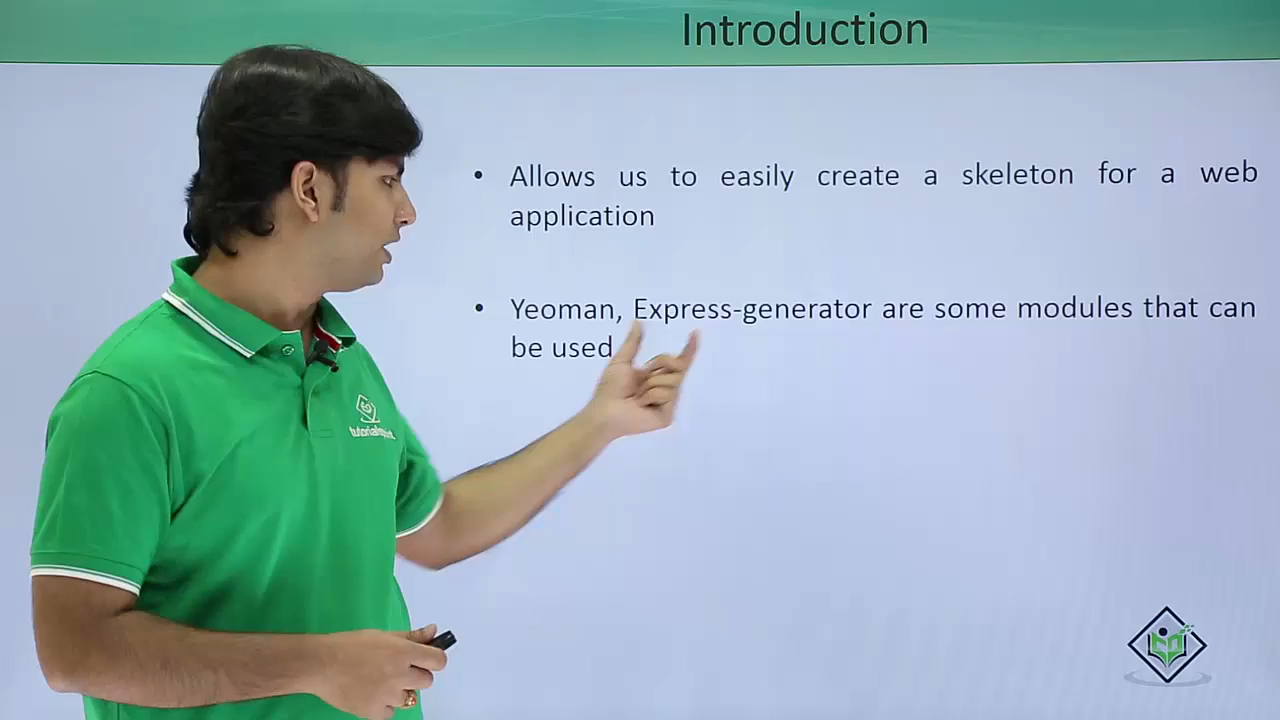 Introduction
• Allows us to easily create a skeleton for a web
application
• Yeoman, Express-generator are some modules that can
be used
tutorialspoint